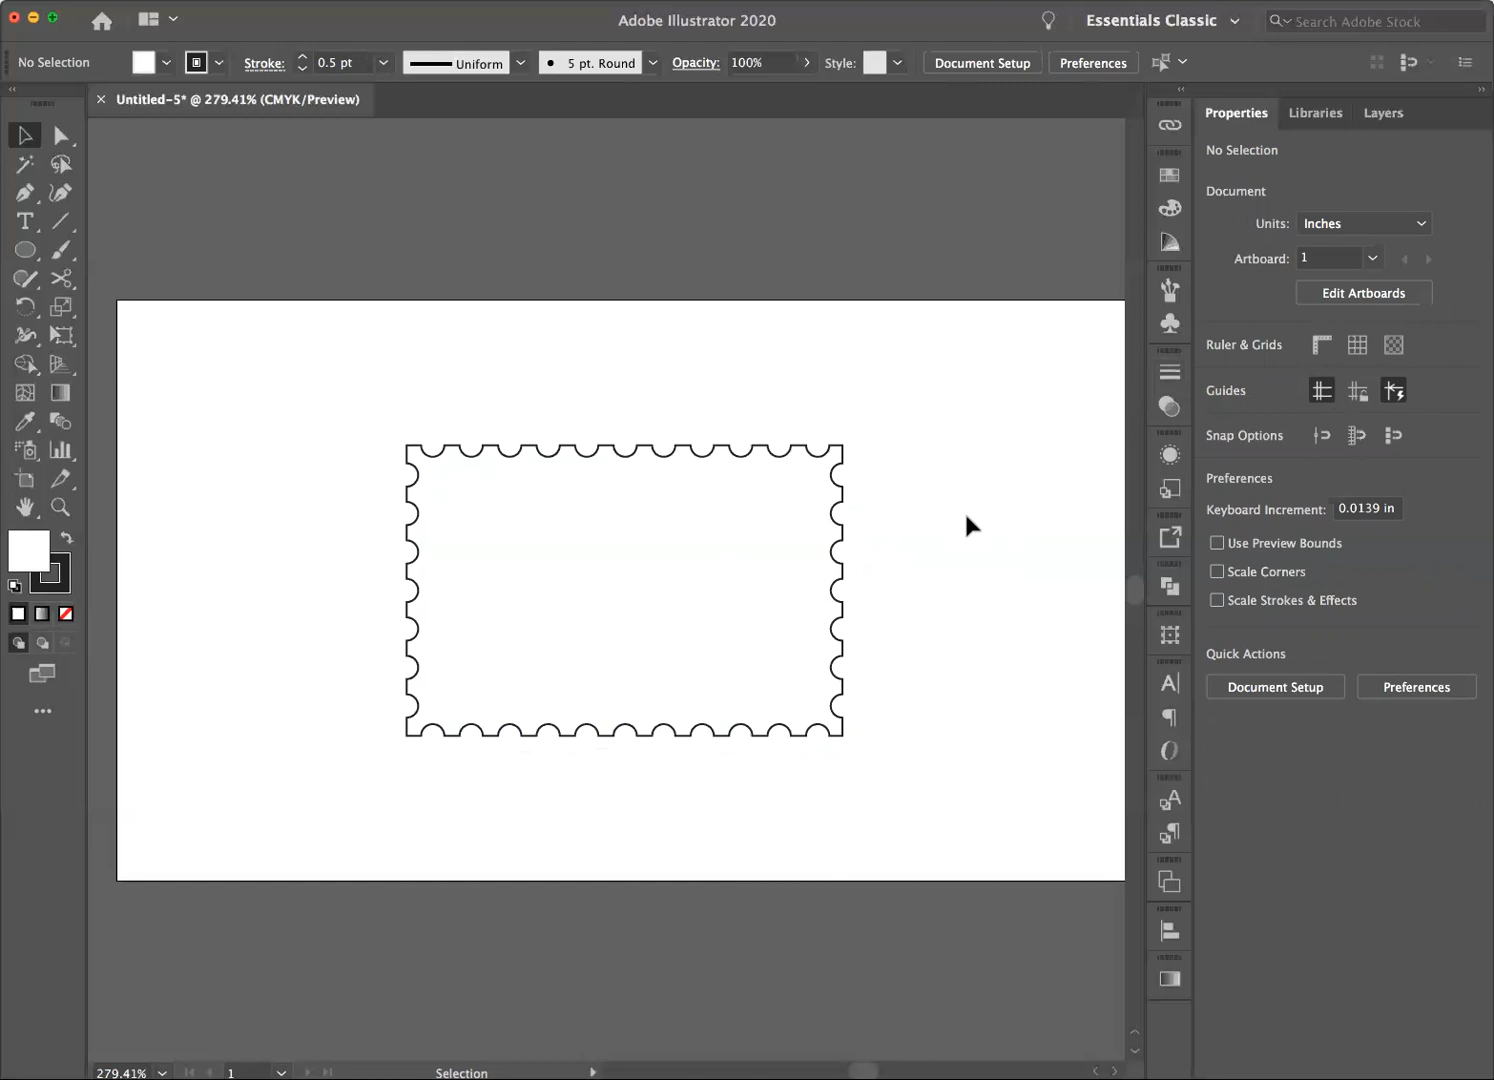 Adobe Illustrator 2020
Essentials Classic
Search Adobe Stock
No Selection
Stroke: 0.5 pt
Uniform
5 pt. Round
Opacity: 100%
Style:
Document Setup
Preferences
Untitled-5* @ 279.41% (CMYK/Preview)
Properties
Libraries
Layers
No Selection
Document
Units: Inches
Artboard: 1
Edit Artboards
Ruler & Grids
Guides
Snap Options
Preferences
Keyboard Increment: 0.0139 in
Use Preview Bounds
Scale Corners
Scale Strokes & Effects
Quick Actions
Document Setup
Preferences
279.41%
1
Selection